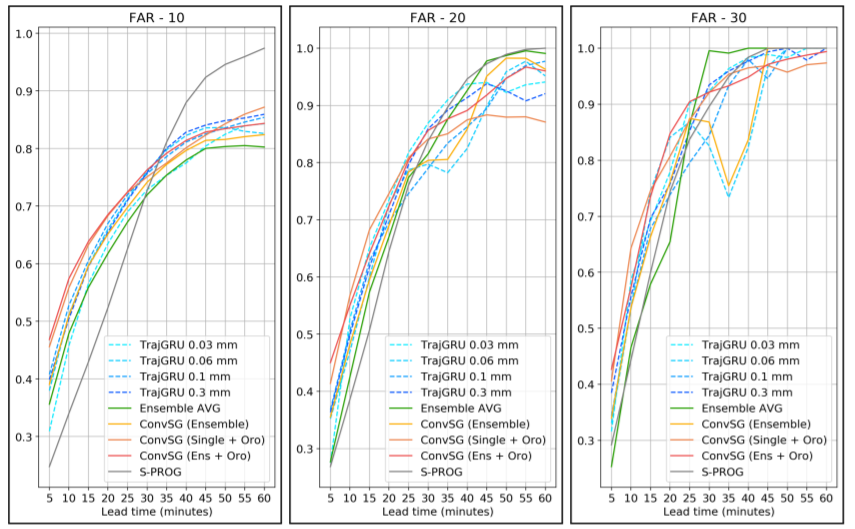 FAR - 10
1.0
0.9
0.8
0.7
0.6
0.5
0.4
0.3
TrajGRU 0.03 mm
TrajGRU 0.06 mm
TrajGRU 0.1 mm
TrajGRU 0.3 mm
Ensemble AVG
ConvSG (Ensemble)
ConvSG (Single + Oro)
ConvSG (Ens + Oro)
S-PROG
5 10 15 20 25 30 35 40 45 50 55 60
Lead time (minutes)
FAR - 20
1.0
0.9
0.8
0.7
0.6
0.5
0.4
0.3
TrajGRU 0.03 mm
TrajGRU 0.06 mm
TrajGRU 0.1 mm
TrajGRU 0.3 mm
Ensemble AVG
ConvSG (Ensemble)
ConvSG (Single + Oro)
ConvSG (Ens + Oro)
S-PROG
5 10 15 20 25 30 35 40 45 50 55 60
Lead time (minutes)
FAR - 30
1.0
0.9
0.8
0.7
0.6
0.5
0.4
0.3
TrajGRU 0.03 mm
TrajGRU 0.06 mm
TrajGRU 0.1 mm
TrajGRU 0.3 mm
Ensemble AVG
ConvSG (Ensemble)
ConvSG (Single + Oro)
ConvSG (Ens + Oro)
S-PROG
5 10 15 20 25 30 35 40 45 50 55 60
Lead time (minutes)